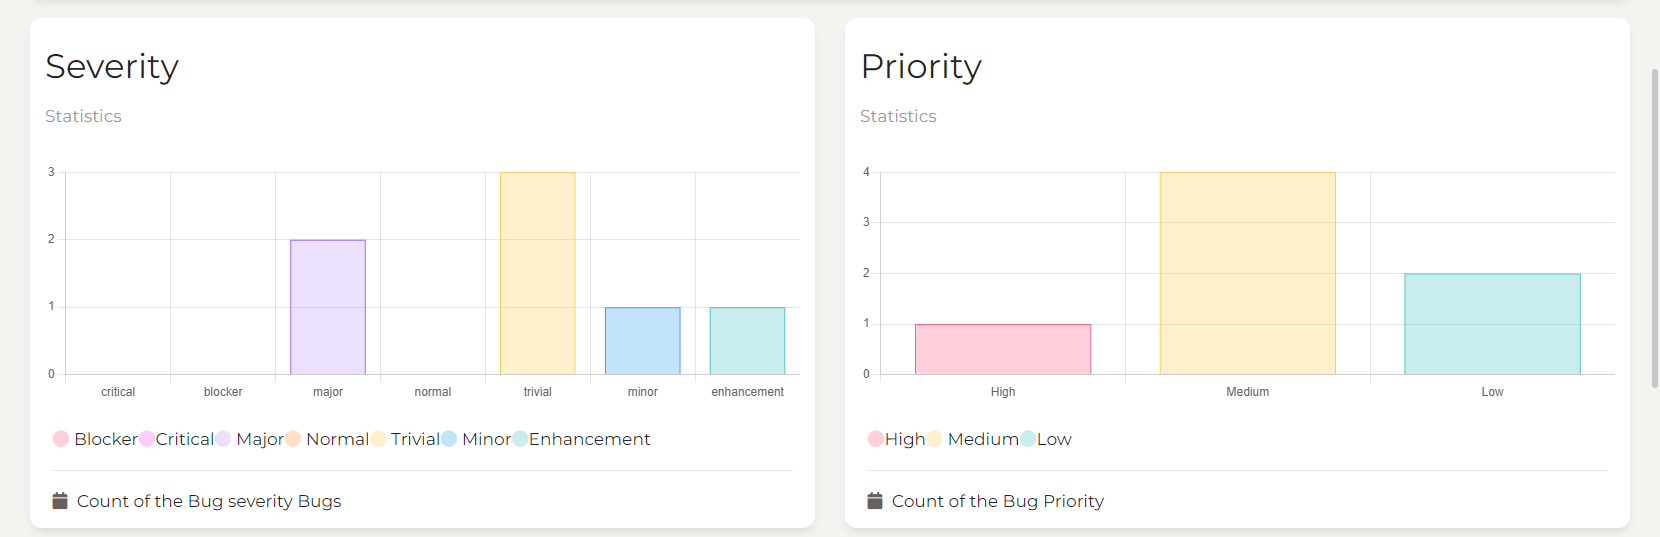 Severity
Statistics
3
2
1
0
critical blocker major normal trivial minor enhancement
Blocker Critical Major Normal Trivial Minor Enhancement
Count of the Bug severity Bugs
Priority
Statistics
4
3
2
1
0
High Medium Low
High Medium Low
Count of the Bug Priority